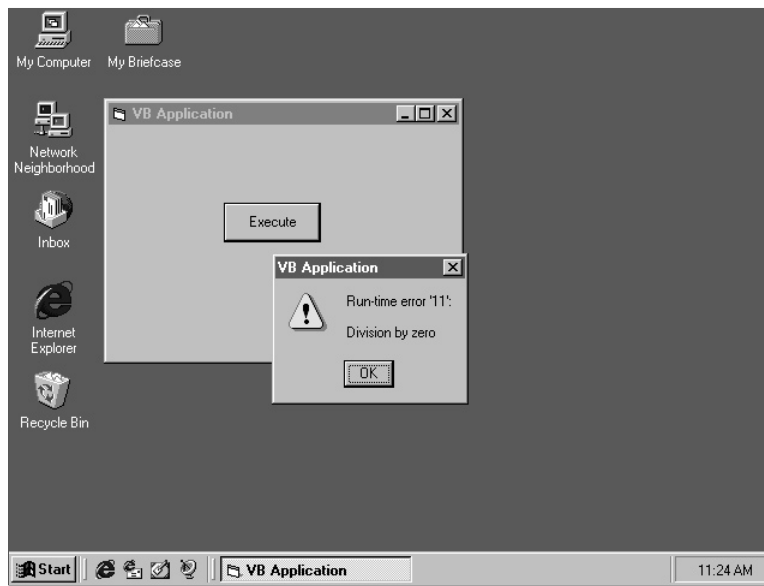 My Computer
My Briefcase
Network
Neighborhood
Inbox
Internet
Explorer
Recycle Bin
VB Application
Execute
VB Application
Run-time error '11':
Division by zero
OK
Start
VB Application
11:24 AM